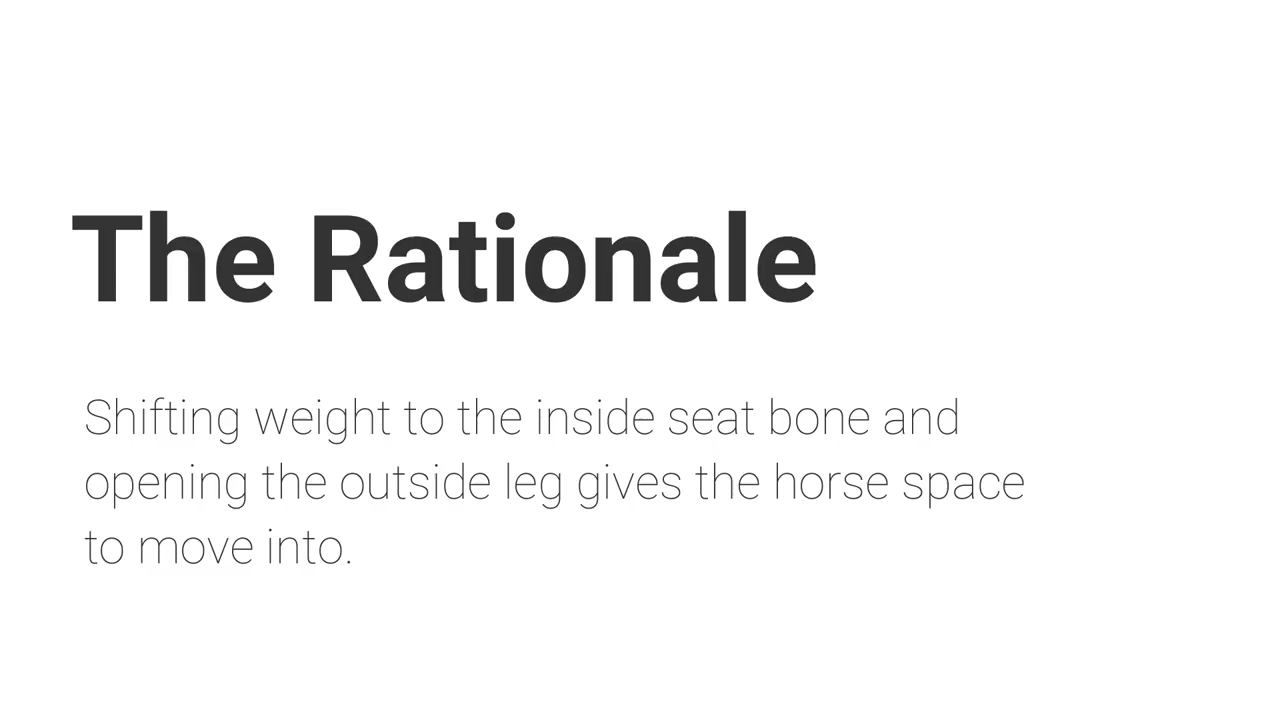 The Rationale
Shifting weight to the inside seat bone and
opening the outside leg gives the horse space
to move into.